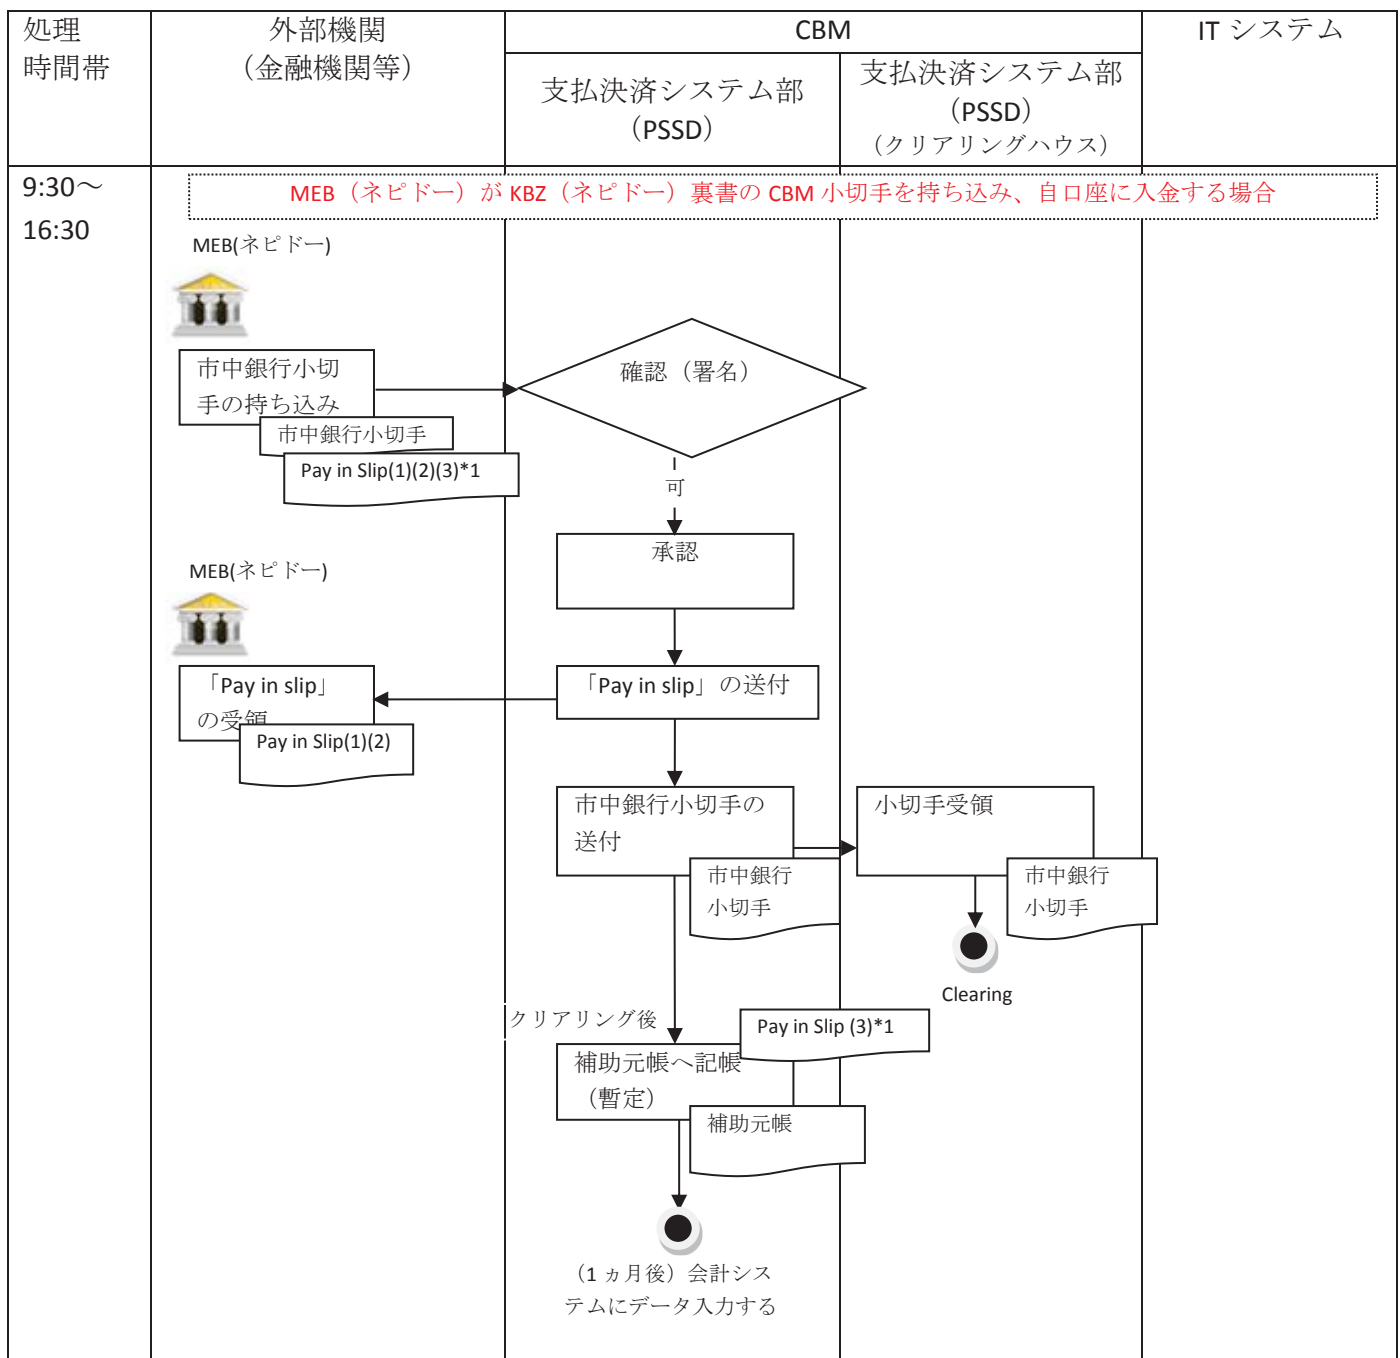 処理
時間帯
外部機関
（金融機関等）
CBM
IT システム
支払決済システム部
（PSSD）
支払決済システム部
（PSSD）
（クリアリングハウス）
9:30～
16:30
MEB（ネピドー）が KBZ（ネピドー）裏書の CBM 小切手を持ち込み、自口座に入金する場合
MEB(ネピドー)
市中銀行小切
手の持ち込み
市中銀行小切手
Pay in Slip(1)(2)(3)*1
確認（署名）
可
承認
MEB(ネピドー)
「Pay in slip」
の受領
Pay in Slip(1)(2)
「Pay in slip」の送付
市中銀行小切手の
送付
市中銀行
小切手
小切手受領
市中銀行
小切手
Clearing
クリアリング後
Pay in Slip (3)*1
補助元帳へ記帳
（暫定）
補助元帳
（1 ヵ月後）会計シス
テムにデータ入力する